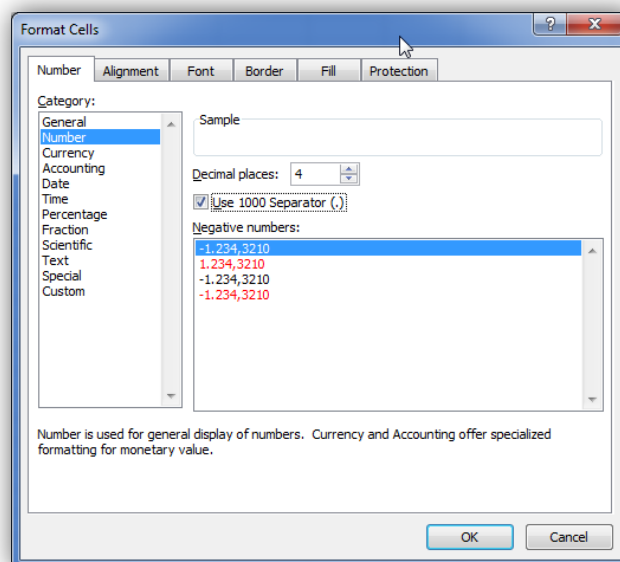 Format Cells
Number Alignment Font Border Fill Protection
Category:
General
Number
Currency
Accounting
Date
Time
Percentage
Fraction
Scientific
Text
Special
Custom
Sample
Decimal places: 4
Use 1000 Separator (.)
Negative numbers:
-1.234,3210
1.234,3210
-1.234,3210
-1.234,3210
Number is used for general display of numbers. Currency and Accounting offer specialized
formatting for monetary value.
OK Cancel